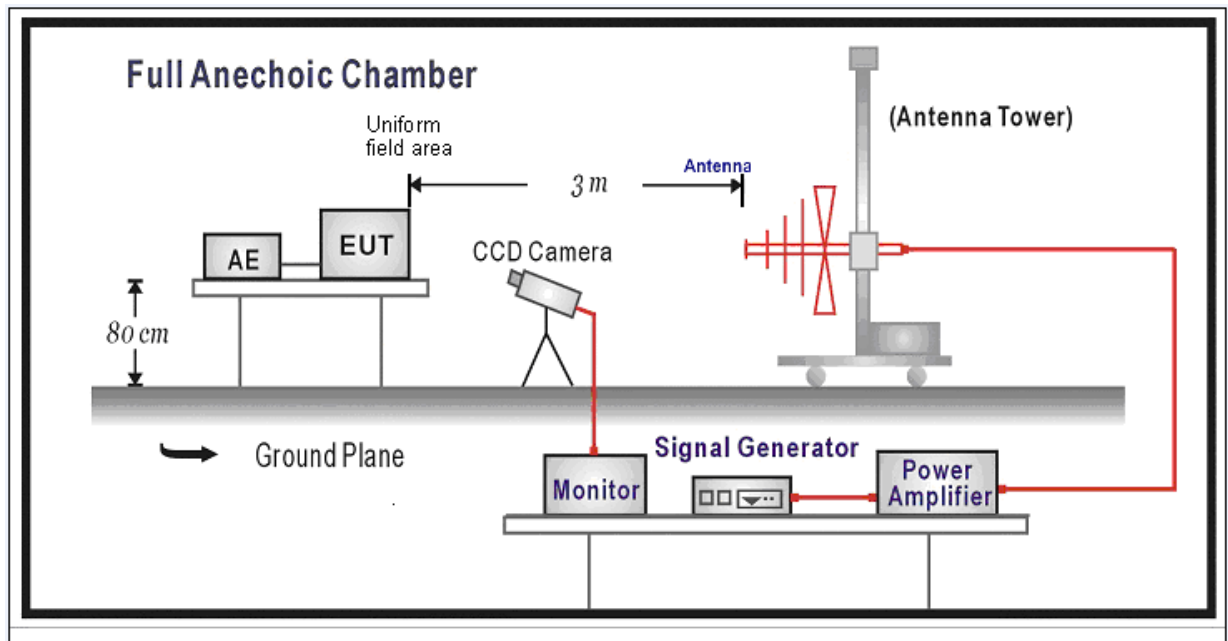 Full Anechoic Chamber
(Antenna Tower)
Uniform
field area
Antenna
3 m
AE
EUT
CCD Camera
80 cm
Ground Plane
Signal Generator
Monitor
Power
Amplifier